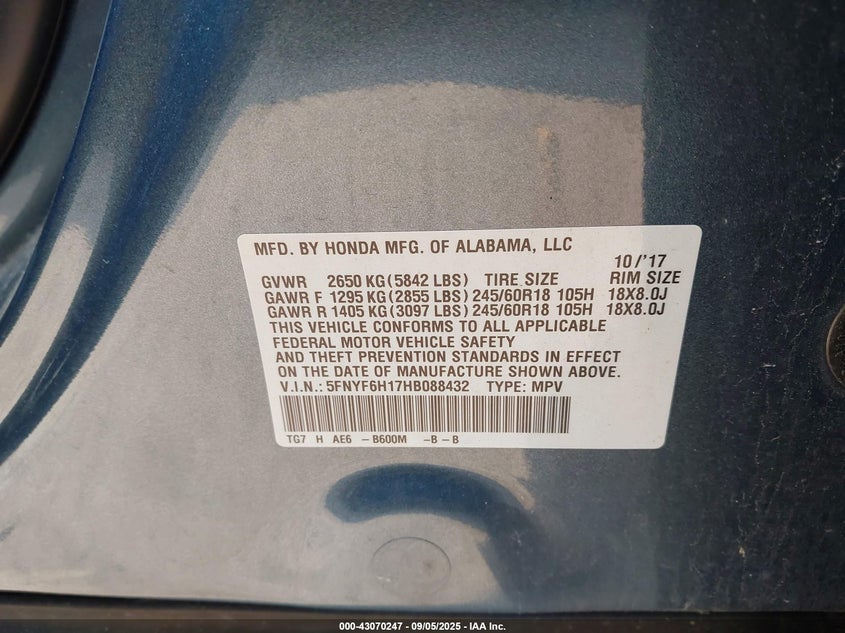 MFD. BY HONDA MFG. OF ALABAMA, LLC
10/'17
GVWR 2650 KG(5842 LBS) TIRE SIZE RIM SIZE
GAWR F 1295 KG(2855 LBS)245/60R18 105H 18X8.0J
GAWR R 1405 KG(3097 LBS)245/60R18 105H 18X8.0J
THIS VEHICLE CONFORMS TO ALL APPLICABLE
FEDERAL MOTOR VEHICLE SAFETY
AND THEFT PREVENTION STANDARDS IN EFFECT
ON THE DATE OF MANUFACTURE SHOWN ABOVE.
V.I.N.: 5FNYF6H17HB088432 TYPE: MPV
TG7 H AE6 – B600M –B – B
000-43070247 - 09/05/2025 - IAA Inc.